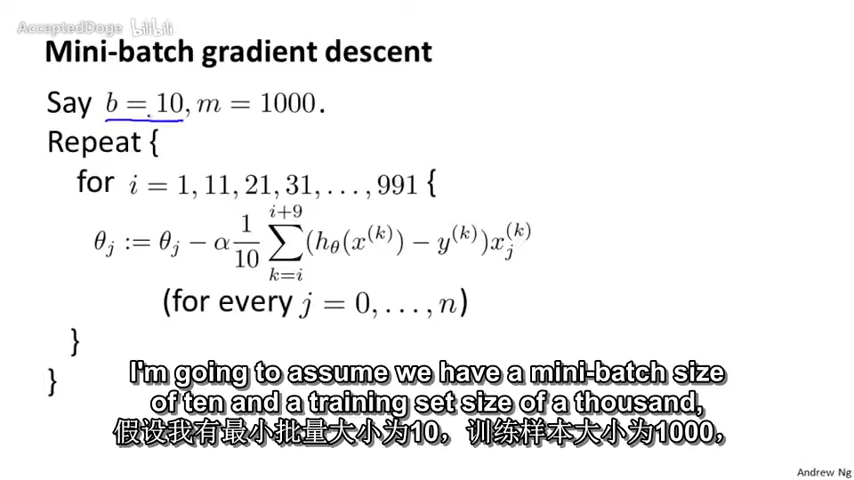 AcceptedDoge bilibili
Mini-batch gradient descent
Say b = 10, m = 1000.
Repeat {
for i = 1, 11, 21, 31, . . . , 991 {
θ_j := θ_j − α 1/10 ∑_{k=i}^{i+9} (h_θ(x^{(k)}) − y^{(k)})x_j^{(k)}
(for every j = 0, . . . , n)
}
}
I'm going to assume we have a mini-batch size
of ten and a training set size of a thousand,
假设我有最小批量大小为10，训练样本大小为1000，
Andrew Ng